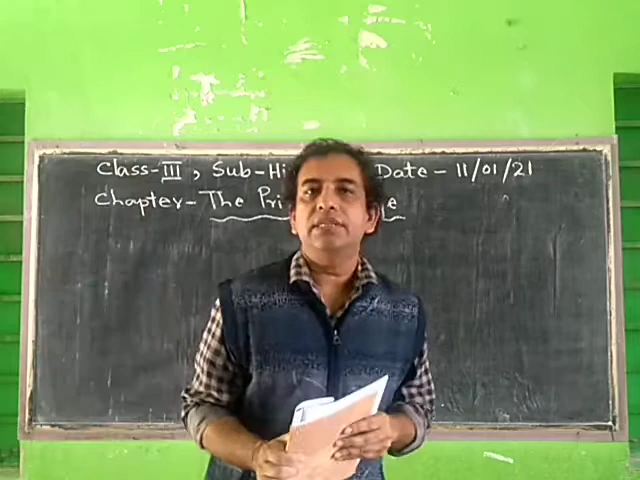 Class-III, Sub-Hi Date - 11/01/21
Chapter- The Pri e